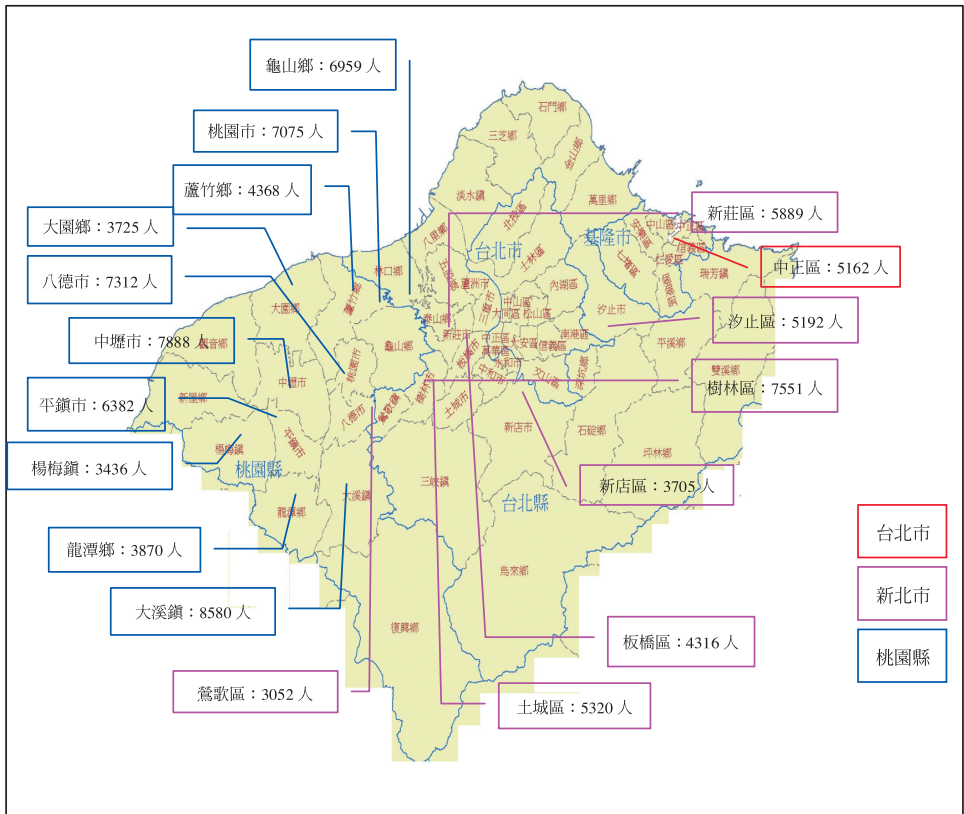 龜山鄉：6959 人
桃園市：7075 人
蘆竹鄉：4368 人
大園鄉：3725 人
八德市：7312 人
中壢市：7888 人
平鎮市：6382 人
楊梅鎮：3436 人
龍潭鄉：3870 人
大溪鎮：8580 人
鶯歌區：3052 人
土城區：5320 人
板橋區：4316 人
新店區：3705 人
樹林區：7551 人
汐止區：5192 人
中正區：5162 人
新莊區：5889 人
台北市
新北市
桃園縣
石門鄉
三芝鄉
金山鄉
淡水鎮
萬里鄉
北投區
八里鄉
台北市
基隆市
安樂區
中山區
中正區
信義區
仁愛區
七堵區
暖暖區
瑞芳鎮
士林區
林口鄉
五股鄉
蘆洲市
三重市
內湖區
中山區
大同區
松山區
汐止市
泰山鄉
新莊市
中正區
大安區
信義區
南港區
萬華區
永和市
板橋市
中和市
文山區
深坑鄉
平溪鄉
雙溪鄉
蘆竹鄉
大園鄉
觀音鄉
龜山鄉
桃園市
中壢市
新屋鄉
八德市
鶯歌鎮
樹林市
土城市
平鎮市
楊梅鎮
桃園縣
新店市
石碇鄉
坪林鄉
三峽鎮
大溪鎮
龍潭鄉
台北縣
烏來鄉
復興鄉